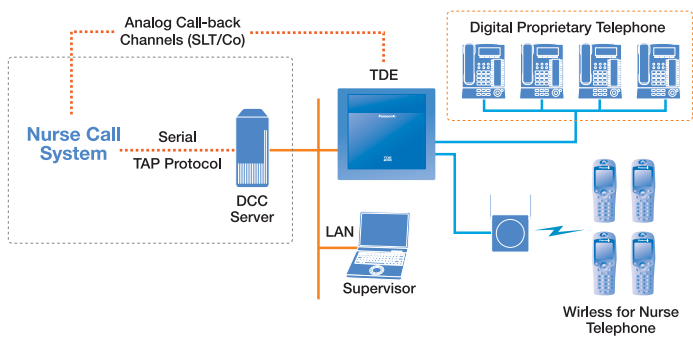 Analog Call-back
Channels (SLT/Co)
Digital Proprietary Telephone
TDE
Panasonic
Nurse Call
System
Serial
TAP Protocol
DCC
Server
LAN
Supervisor
Wirless for Nurse
Telephone